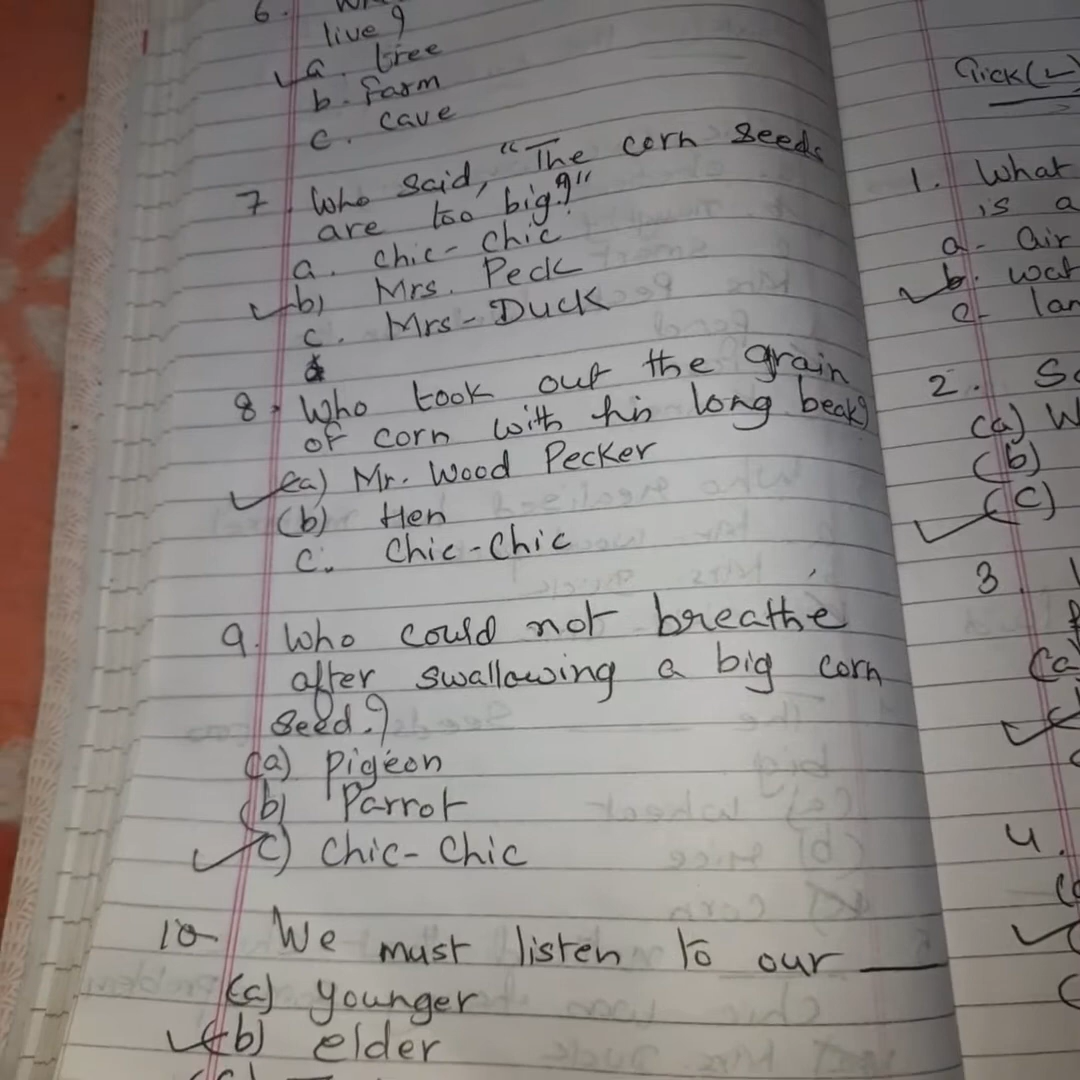 6.
live?
a. tree
b. farm
c. cave
7. Who said, "The corn seeds
are too big?"
a. chic-chic
b) Mrs. Peck
c. Mrs-Duck
8. Who took out the grain
of corn with his long beak?
(a) Mr. Wood Pecker
(b) Hen
c. Chic-Chic
9. Who could not breathe
after swallowing a big corn
seed.?
(a) pigeon
(b) Parrot
(c) Chic-Chic
10- We must listen to our ____
(a) younger
(b) elder
Tick(
1. What
is a
a- air
b.
c-
2.
(a)
(b)
(c)
3
(a
4.